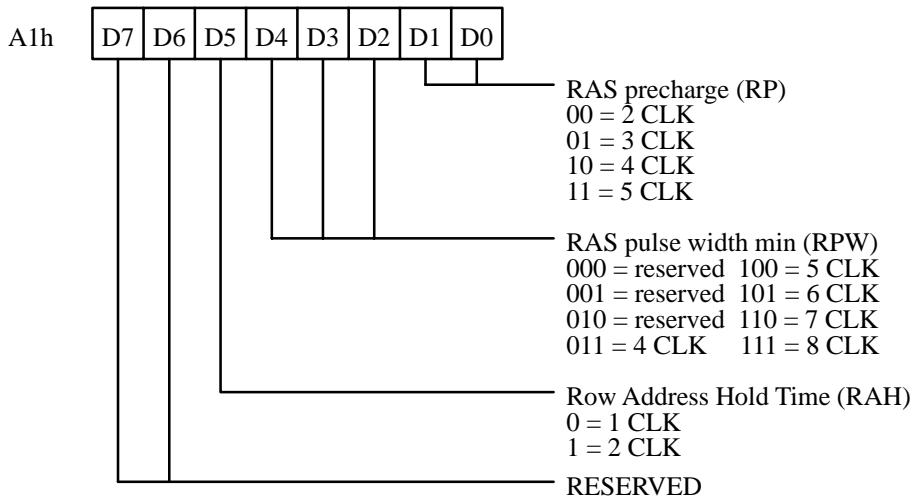 A1h D7 D6 D5 D4 D3 D2 D1 D0
RAS precharge (RP)
00 = 2 CLK
01 = 3 CLK
10 = 4 CLK
11 = 5 CLK
RAS pulse width min (RPW)
000 = reserved 100 = 5 CLK
001 = reserved 101 = 6 CLK
010 = reserved 110 = 7 CLK
011 = 4 CLK 111 = 8 CLK
Row Address Hold Time (RAH)
0 = 1 CLK
1 = 2 CLK
RESERVED